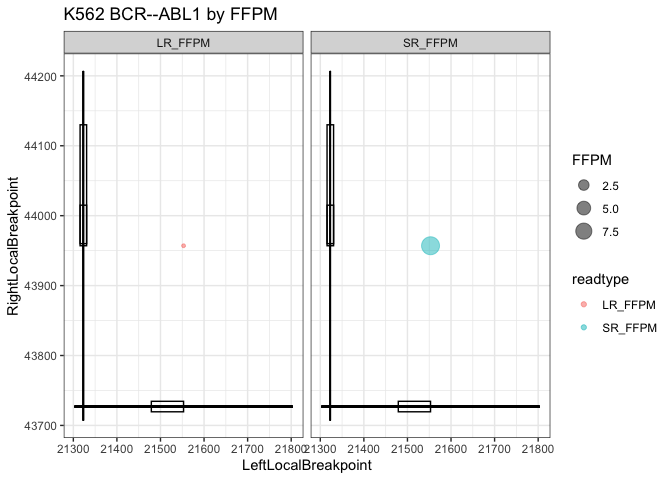 K562 BCR--ABL1 by FFPM
LR_FFPM
SR_FFPM
44200
44100
44000
43900
43800
43700
RightLocalBreakpoint
21300
21400
21500
21600
21700
21800
21300
21400
21500
21600
21700
21800
LeftLocalBreakpoint
FFPM
2.5
5.0
7.5
readtype
LR_FFPM
SR_FFPM